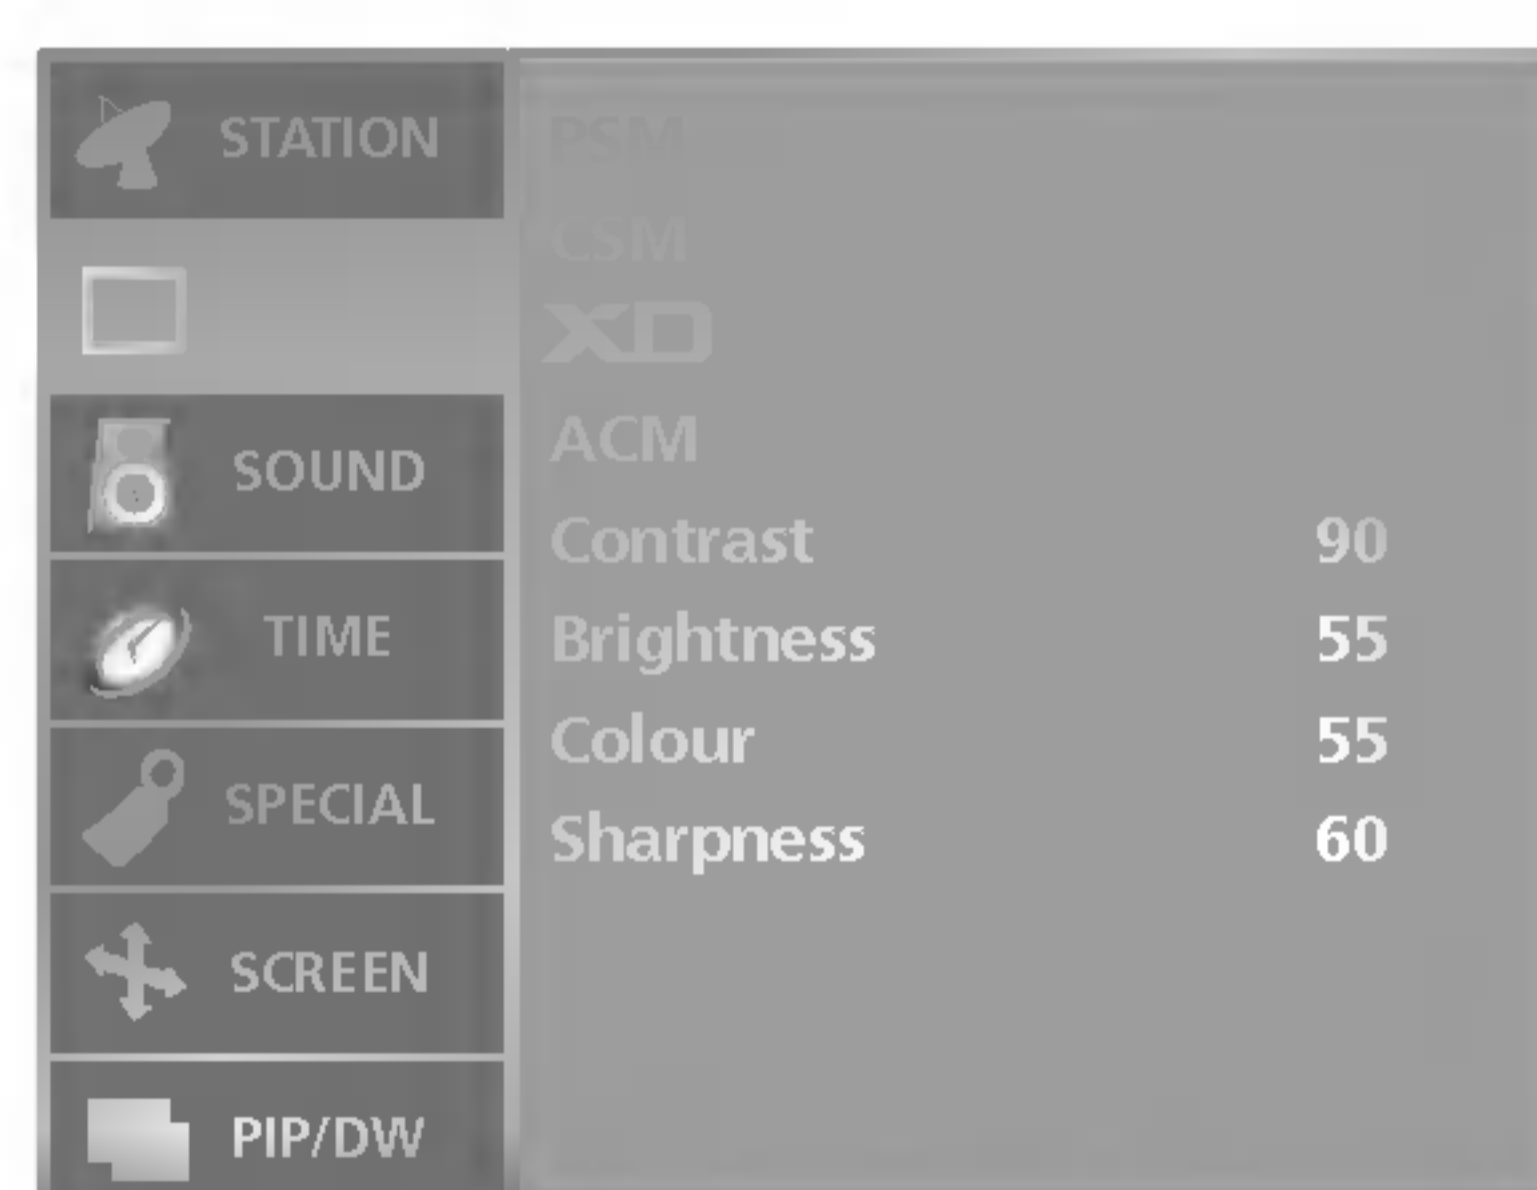 STATION
SOUND
TIME
SPECIAL
SCREEN
PIP/DW
PSM
CSM
XD
ACM
Contrast 90
Brightness 55
Colour 55
Sharpness 60